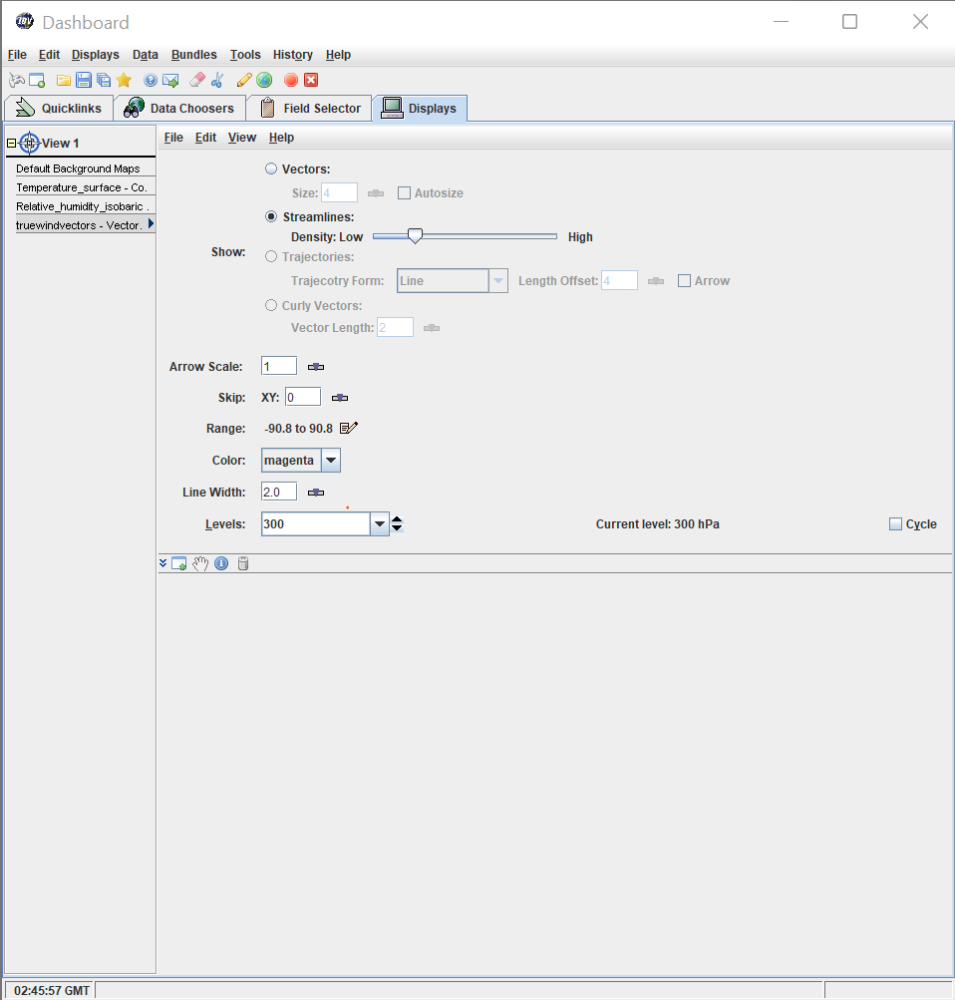 Dashboard
File Edit Displays Data Bundles Tools History Help
Quicklinks Data Choosers Field Selector Displays
View 1
Default Background Maps
Temperature_surface - Co.
Relative_humidity_isobaric .
truewindvectors - Vector.
File Edit View Help
Vectors:
Size: 4 Autosize
Streamlines:
Density: Low High
Show:
Trajectories:
Trajecotry Form: Line Length Offset: 4 Arrow
Curly Vectors:
Vector Length: 2
Arrow Scale: 1
Skip: XY: 0
Range: -90.8 to 90.8
Color: magenta
Line Width: 2.0
Levels: 300 Current level: 300 hPa Cycle
02:45:57 GMT